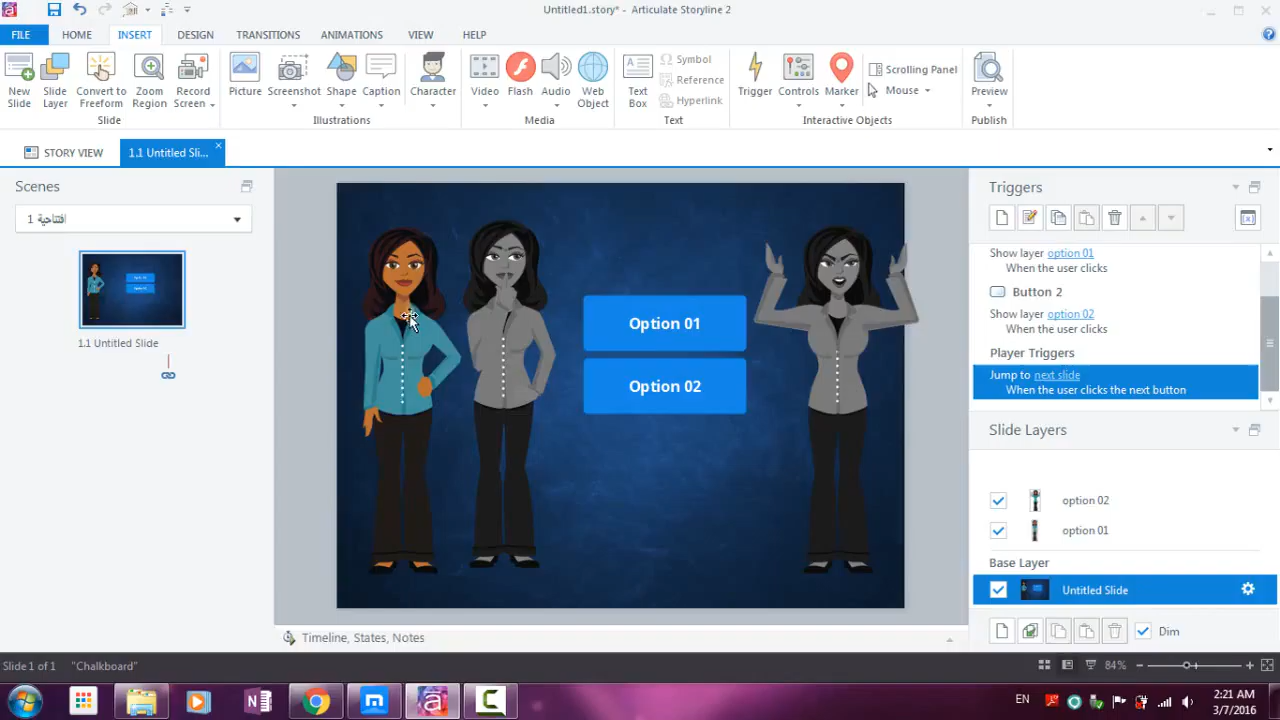 Untitled1.story* - Articulate Storyline 2
FILE
HOME
INSERT
DESIGN
TRANSITIONS
ANIMATIONS
VIEW
HELP
New Slide
Slide Layer
Convert to Freeform
Zoom Region
Record Screen
Slide
Picture
Screenshot
Shape
Caption
Character
Illustrations
Video
Flash
Audio
Web Object
Media
Text Box
Symbol
Reference
Hyperlink
Text
Trigger
Controls
Marker
Scrolling Panel
Mouse
Interactive Objects
Preview
Publish
STORY VIEW
1.1 Untitled Sli...
Scenes
1 افتتاحية
1.1 Untitled Slide
Option 01
Option 02
Triggers
Show layer option 01
When the user clicks
Button 2
Show layer option 02
When the user clicks
Player Triggers
Jump to next slide
When the user clicks the next button
Slide Layers
option 02
option 01
Base Layer
Untitled Slide
Dim
Timeline, States, Notes
Slide 1 of 1
"Chalkboard"
84%
EN
2:21 AM
3/7/2016